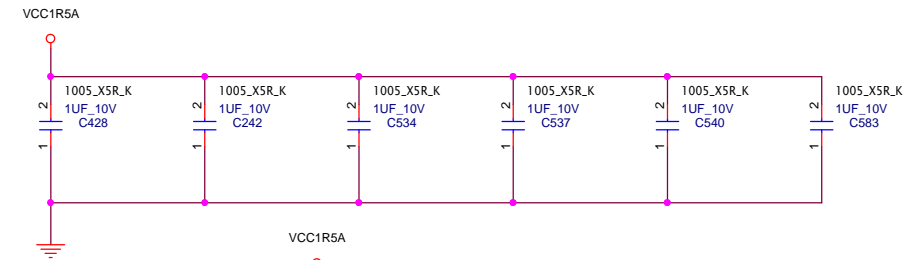 VCC1R5A
1005_X5R_K
1UF_10V
C428
2
1
1005_X5R_K
1UF_10V
C242
2
1
1005_X5R_K
1UF_10V
C534
2
1
1005_X5R_K
1UF_10V
C537
2
1
1005_X5R_K
1UF_10V
C540
2
1
1005_X5R_K
1UF_10V
C583
2
1
VCC1R5A